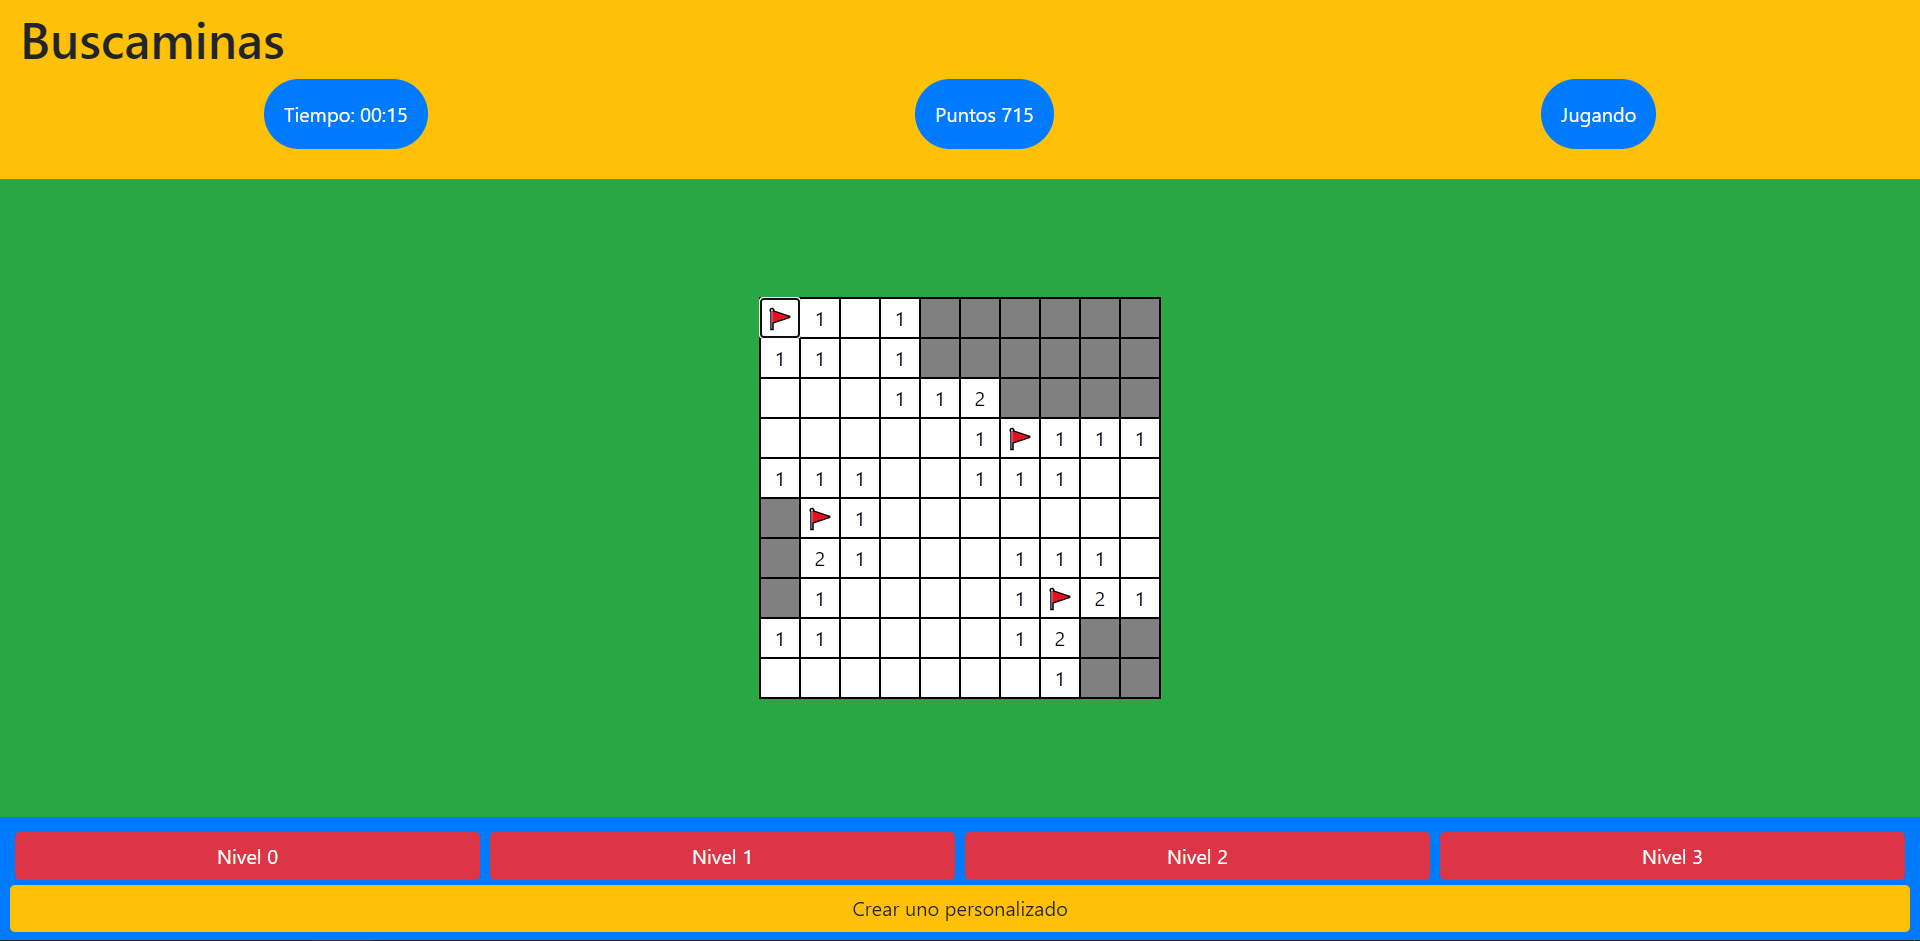 Buscaminas
Tiempo: 00:15 Puntos 715 Jugando
1 1
1 1 1
1 1 2
1 1 1 1
1 1 1 1 1 1
1
2 1 1 1 1
1 1 2 1
1 1 1 2
1
Nivel 0 Nivel 1 Nivel 2 Nivel 3
Crear uno personalizado